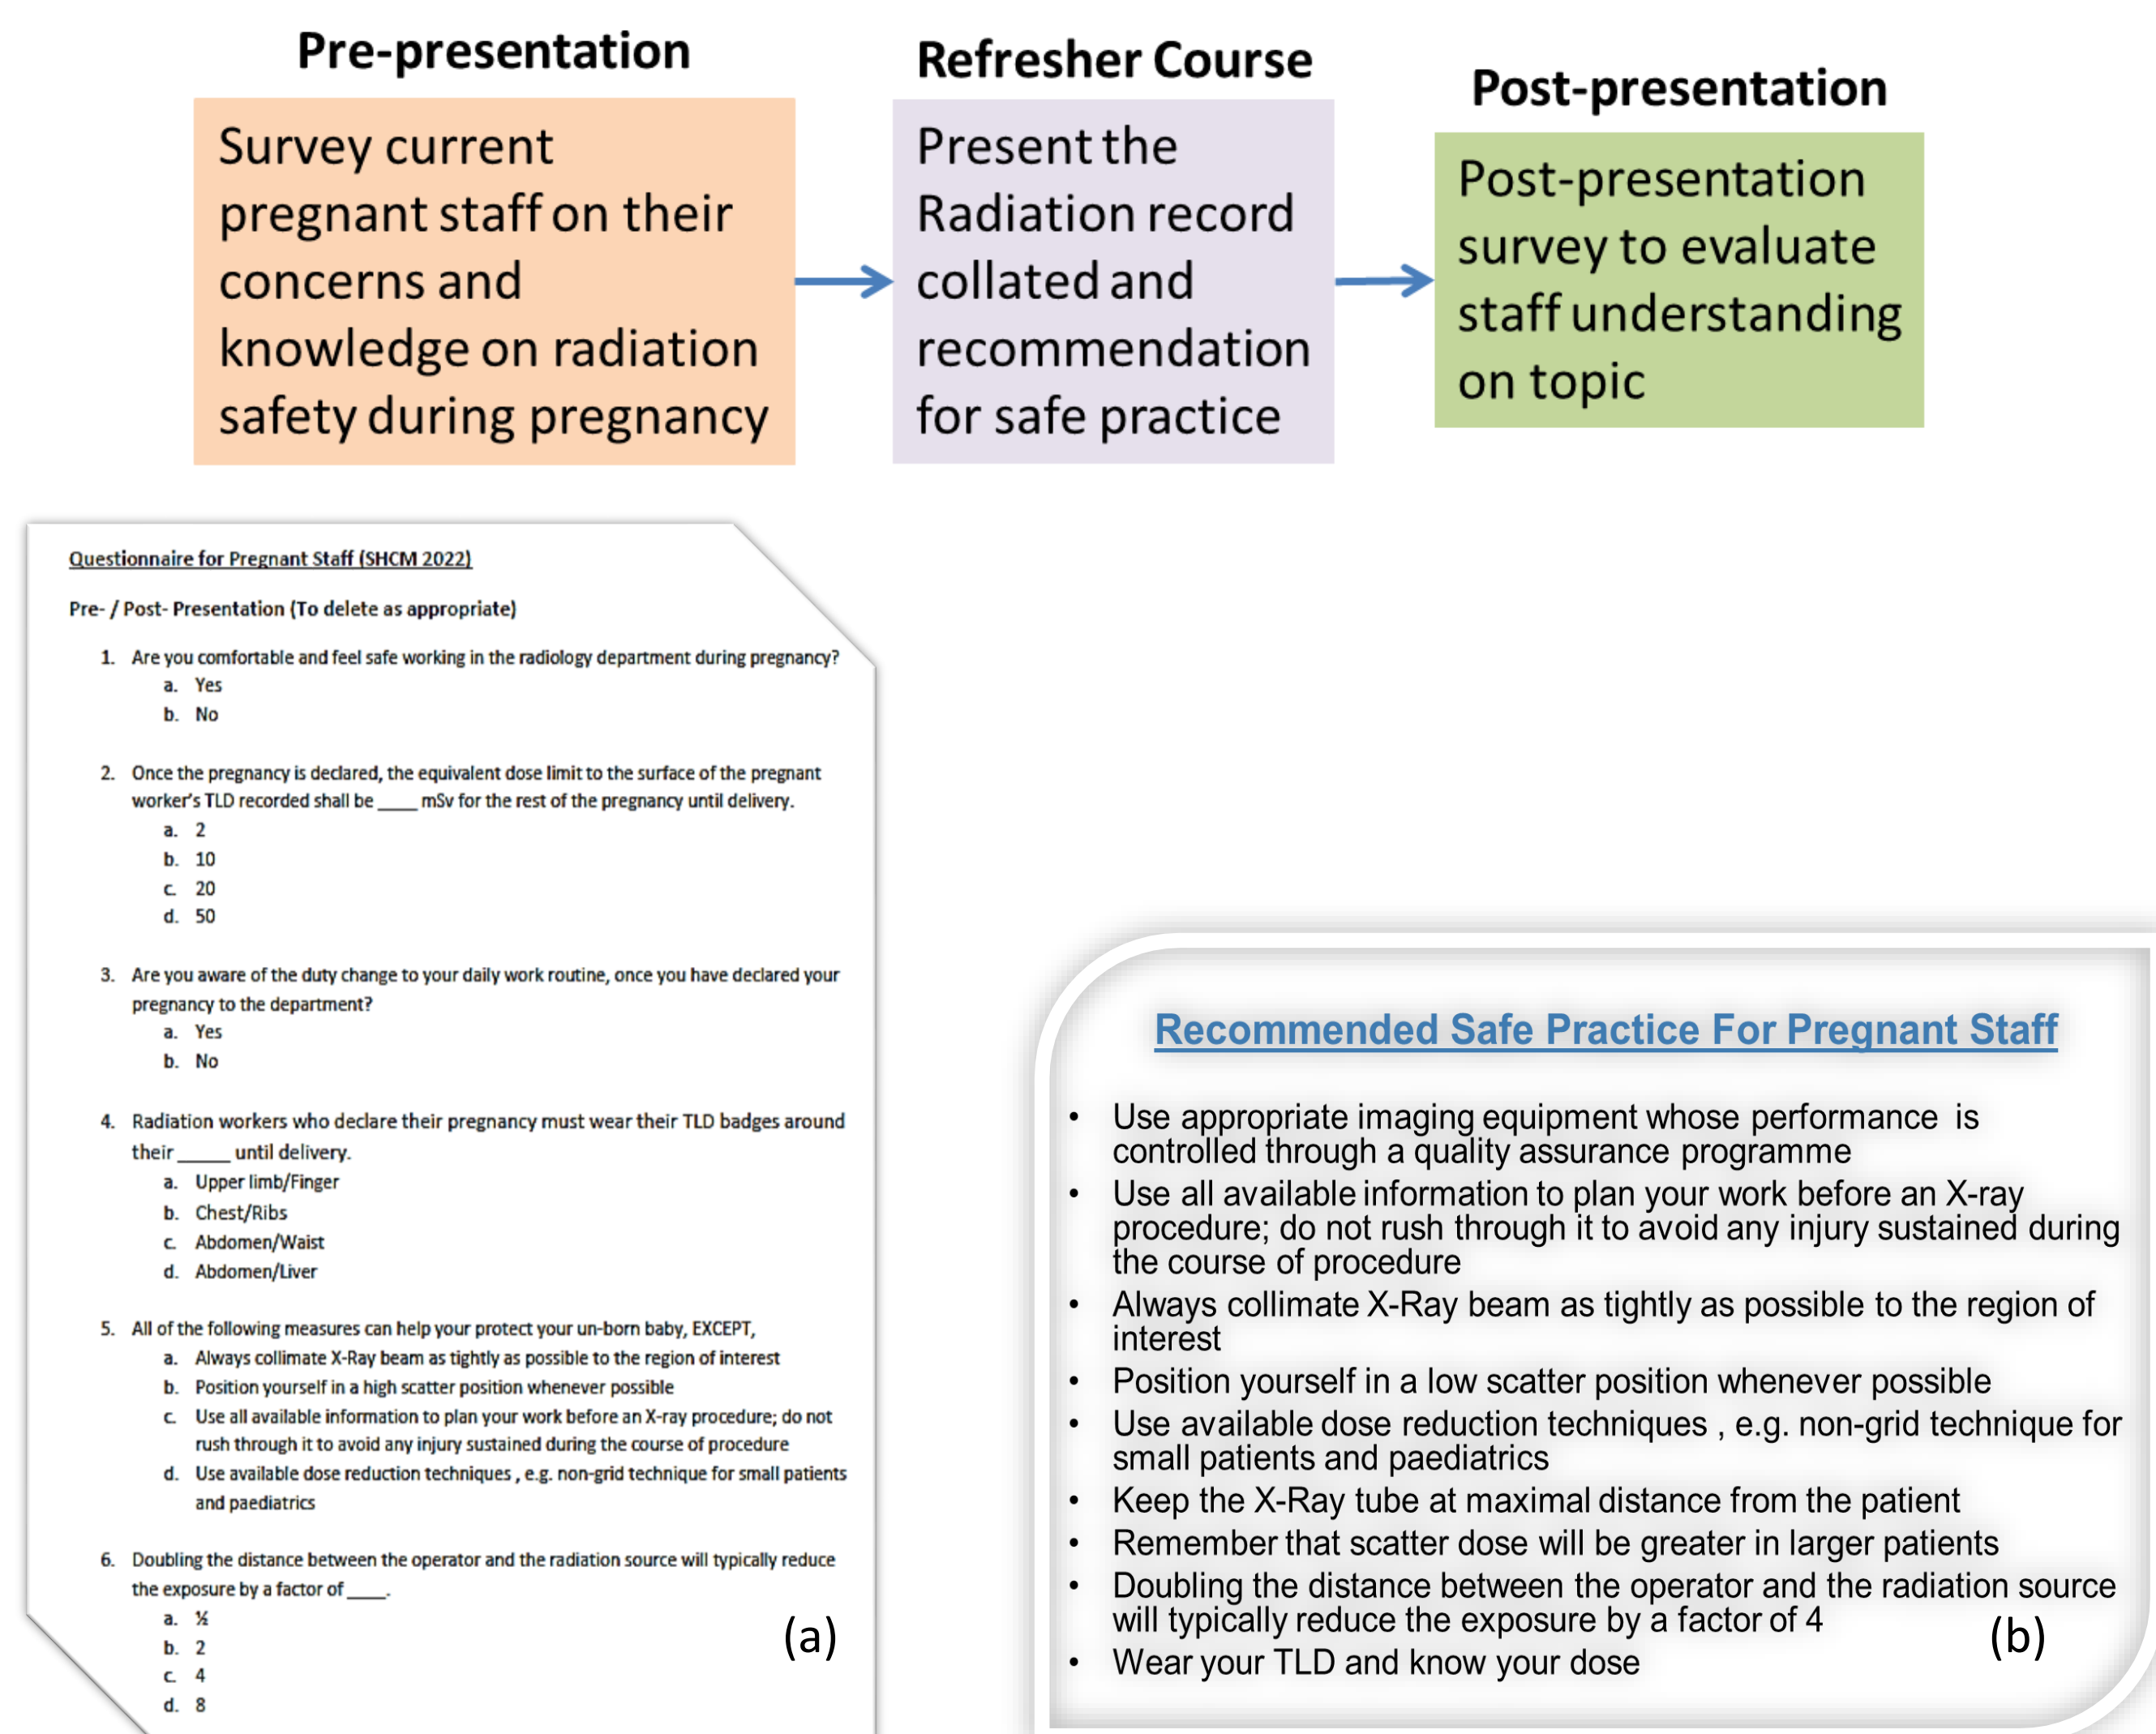 Pre-presentation
Survey current
pregnant staff on their
concerns and
knowledge on radiation
safety during pregnancy
Refresher Course
Present the
Radiation record
collated and
recommendation
for safe practice
Post-presentation
Post-presentation
survey to evaluate
staff understanding
on topic
Questionnaire for Pregnant Staff (SHCM 2022)
Pre- / Post- Presentation (To delete as appropriate)
1. Are you comfortable and feel safe working in the radiology department during pregnancy?
a. Yes
b. No
2. Once the pregnancy is declared, the equivalent dose limit to the surface of the pregnant
worker's TLD recorded shall be ____ mSv for the rest of the pregnancy until delivery.
a. 2
b. 10
c. 20
d. 50
3. Are you aware of the duty change to your daily work routine, once you have declared your
pregnancy to the department?
a. Yes
b. No
4. Radiation workers who declare their pregnancy must wear their TLD badges around
their _____ until delivery.
a. Upper limb/Finger
b. Chest/Ribs
c. Abdomen/Waist
d. Abdomen/Liver
5. All of the following measures can help your protect your un-born baby, EXCEPT,
a. Always collimate X-Ray beam as tightly as possible to the region of interest
b. Position yourself in a high scatter position whenever possible
c. Use all available information to plan your work before an X-ray procedure; do not
rush through it to avoid any injury sustained during the course of procedure
d. Use available dose reduction techniques , e.g. non-grid technique for small patients
and paediatrics
6. Doubling the distance between the operator and the radiation source will typically reduce
the exposure by a factor of ____.
a. ½
b. 2
c. 4
d. 8
(a)
Recommended Safe Practice For Pregnant Staff
• Use appropriate imaging equipment whose performance is
controlled through a quality assurance programme
• Use all available information to plan your work before an X-ray
procedure; do not rush through it to avoid any injury sustained during
the course of procedure
• Always collimate X-Ray beam as tightly as possible to the region of
interest
• Position yourself in a low scatter position whenever possible
• Use available dose reduction techniques , e.g. non-grid technique for
small patients and paediatrics
• Keep the X-Ray tube at maximal distance from the patient
• Remember that scatter dose will be greater in larger patients
• Doubling the distance between the operator and the radiation source
will typically reduce the exposure by a factor of 4
• Wear your TLD and know your dose
(b)